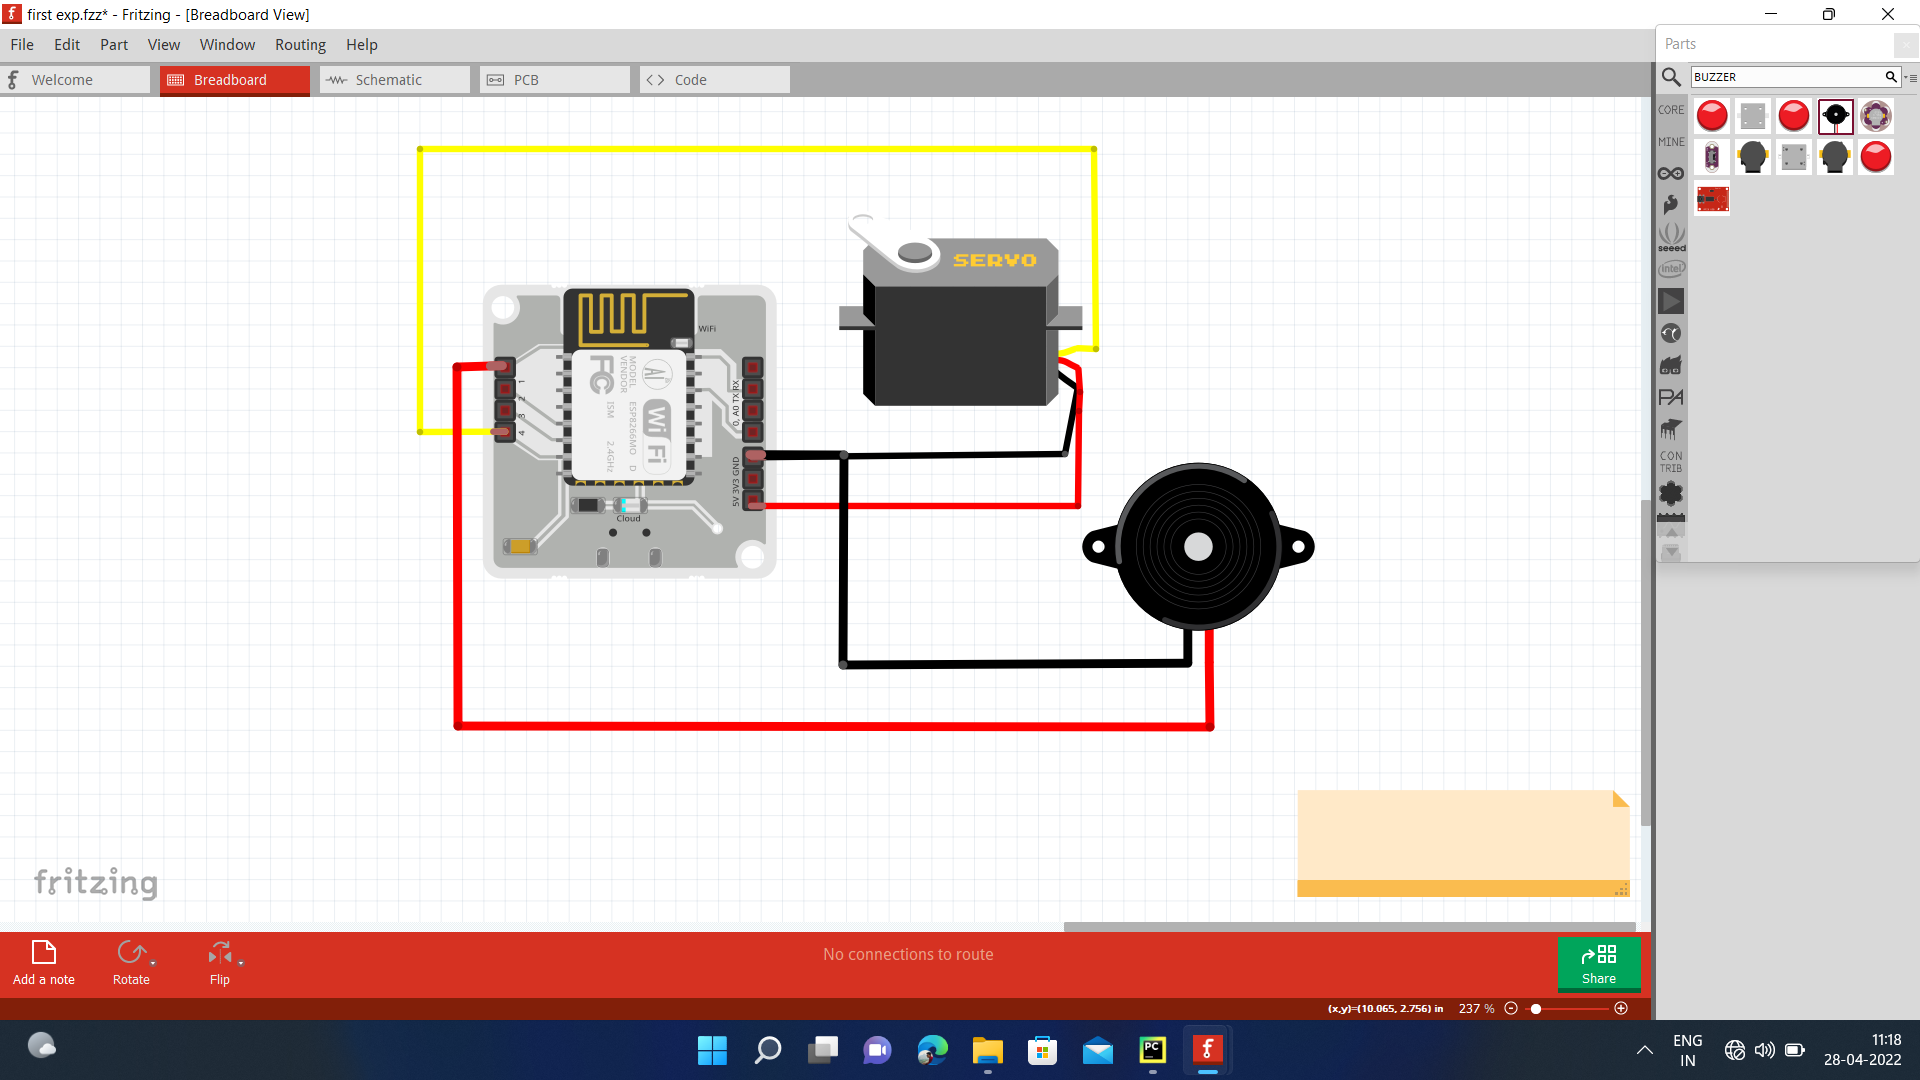 first exp.fzz* - Fritzing - [Breadboard View]
File Edit Part View Window Routing Help
Parts
Welcome Breadboard Schematic PCB Code
BUZZER
CORE
MINE
seeed
intel
PA
CON
TRIB
SERVO
WiFi
MODEL
VENDOR
AI
FC
ISM
2.4GHz
ESP8266MO D
Wi Fi
1
2
3
4
0, A0 TX RX
5V 3V3 GND
Cloud
fritzing
No connections to route
Add a note Rotate Flip
Share
(x,y)=(10.065, 2.756) in 237 %
PC
ENG
IN
11:18
28-04-2022